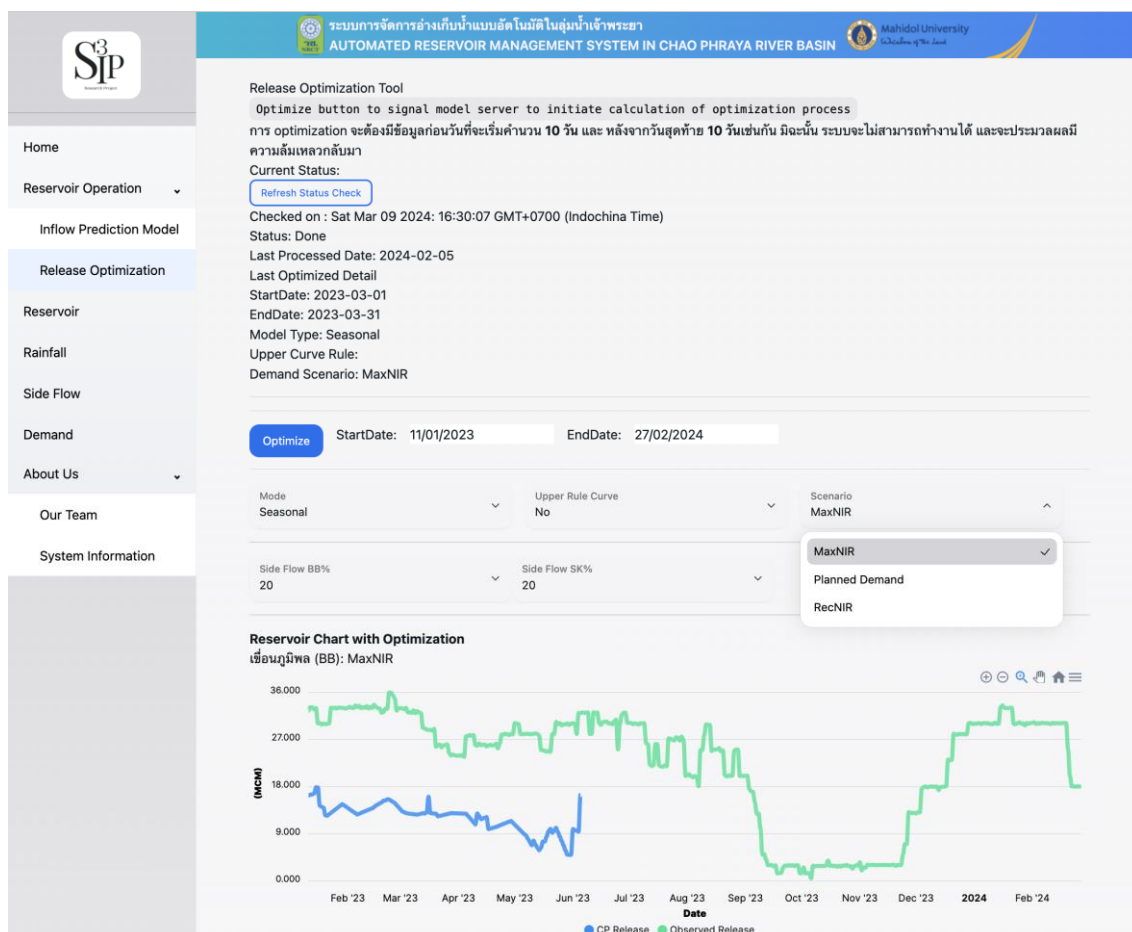 S³IP
Research Project
วช.
NRCT
ระบบการจัดการอ่างเก็บน้ำแบบอัตโนมัติในลุ่มน้ำเจ้าพระยา
AUTOMATED RESERVOIR MANAGEMENT SYSTEM IN CHAO PHRAYA RIVER BASIN
Mahidol University
Wisdom of the Land
Home
Reservoir Operation
Inflow Prediction Model
Release Optimization
Reservoir
Rainfall
Side Flow
Demand
About Us
Our Team
System Information
Release Optimization Tool
Optimize button to signal model server to initiate calculation of optimization process
การ optimization จะต้องมีข้อมูลก่อนวันที่จะเริ่มคำนวน 10 วัน และ หลังจากวันสุดท้าย 10 วันเช่นกัน มิฉะนั้น ระบบจะไม่สามารถทำงานได้ และจะประมวลผลมี
ความล้มเหลวกลับมา
Current Status:
Refresh Status Check
Checked on : Sat Mar 09 2024: 16:30:07 GMT+0700 (Indochina Time)
Status: Done
Last Processed Date: 2024-02-05
Last Optimized Detail
StartDate: 2023-03-01
EndDate: 2023-03-31
Model Type: Seasonal
Upper Curve Rule:
Demand Scenario: MaxNIR
Optimize StartDate: 11/01/2023 EndDate: 27/02/2024
Mode
Seasonal
Upper Rule Curve
No
Scenario
MaxNIR
MaxNIR
Planned Demand
RecNIR
Side Flow BB%
20
Side Flow SK%
20
Reservoir Chart with Optimization
เขื่อนภูมิพล (BB): MaxNIR
36.000
27.000
18.000
9.000
0.000
(MCM)
Feb '23 Mar '23 Apr '23 May '23 Jun '23 Jul '23 Aug '23 Sep '23 Oct '23 Nov '23 Dec '23 2024 Feb '24
Date
CP Release Observed Release